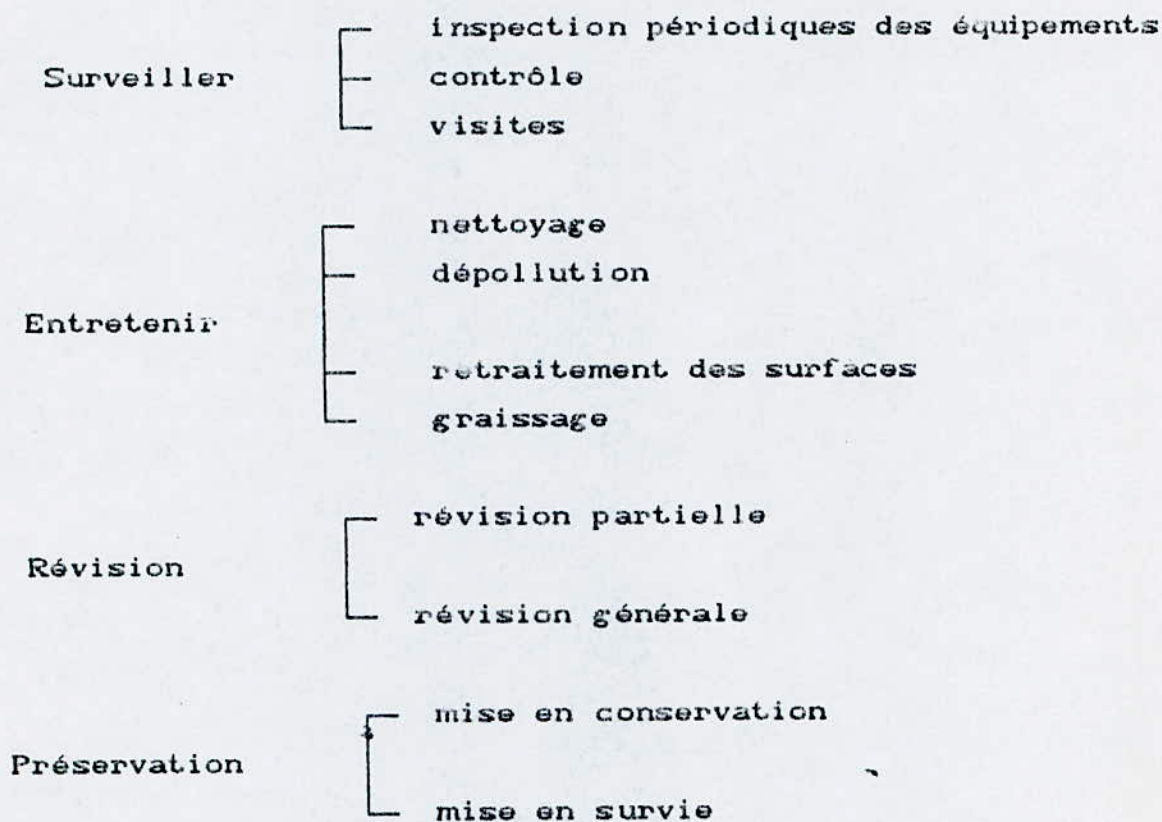 inspection périodiques des équipements
Surveiller
contrôle
visites
nettoyage
dépollution
Entretenir
retraitement des surfaces
graissage
révision partielle
Révision
révision générale
mise en conservation
Préservation
mise en survie